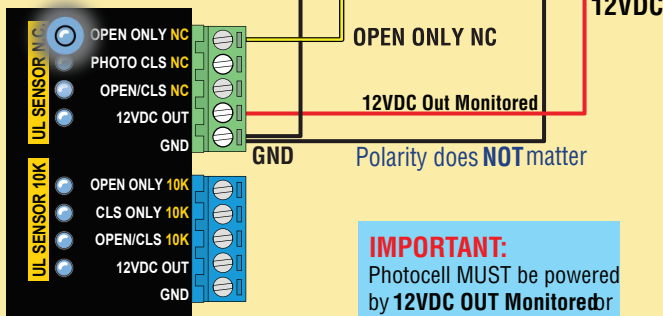 12VDC
UL SENSOR N.C.
OPEN ONLY NC
PHOTO CLS NC
OPEN/CLS NC
12VDC OUT
GND
OPEN ONLY NC
12VDC Out Monitored
GND
Polarity does NOT matter
UL SENSOR 10K
OPEN ONLY 10K
CLS ONLY 10K
OPEN/CLS 10K
12VDC OUT
GND
IMPORTANT:
Photocell MUST be powered
by 12VDC OUT Monitored or